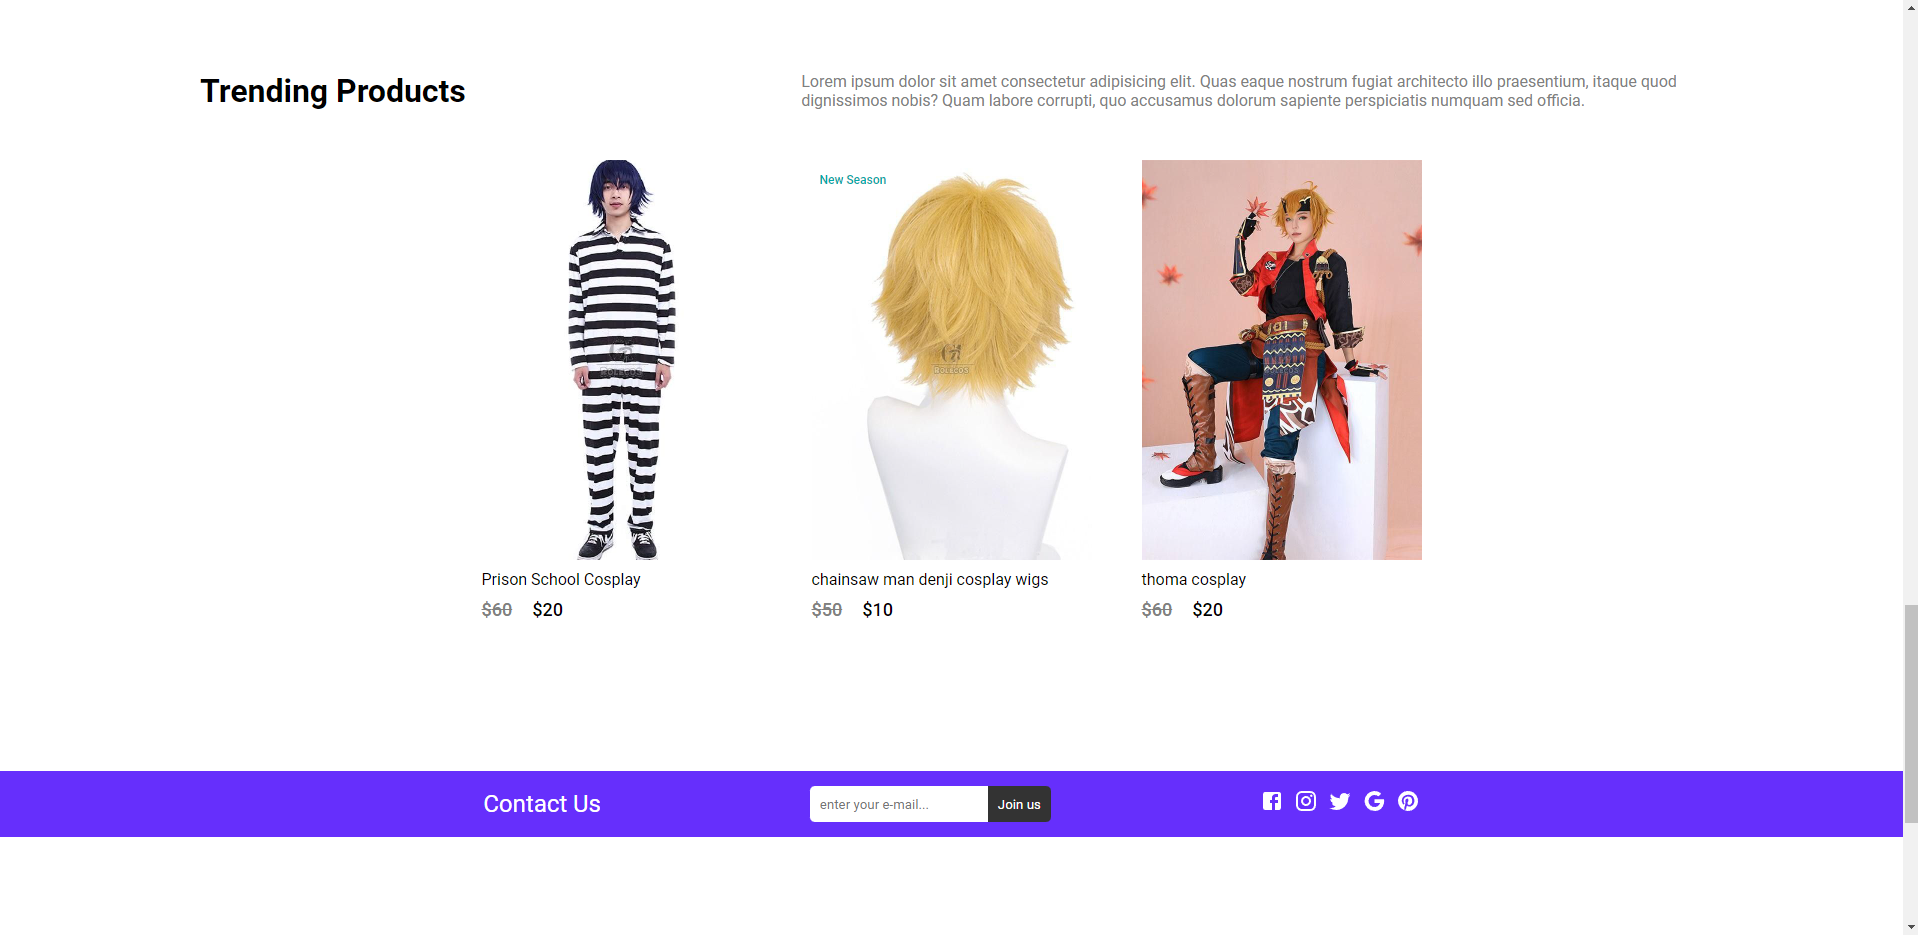 Trending Products
Lorem ipsum dolor sit amet consectetur adipisicing elit. Quas eaque nostrum fugiat architecto illo praesentium, itaque quod
dignissimos nobis? Quam labore corrupti, quo accusamus dolorum sapiente perspiciatis numquam sed officia.
New Season
ROLECOS
ROLECOS
Prison School Cosplay
$60 $20
chainsaw man denji cosplay wigs
$50 $10
thoma cosplay
$60 $20
Contact Us
enter your e-mail...
Join us